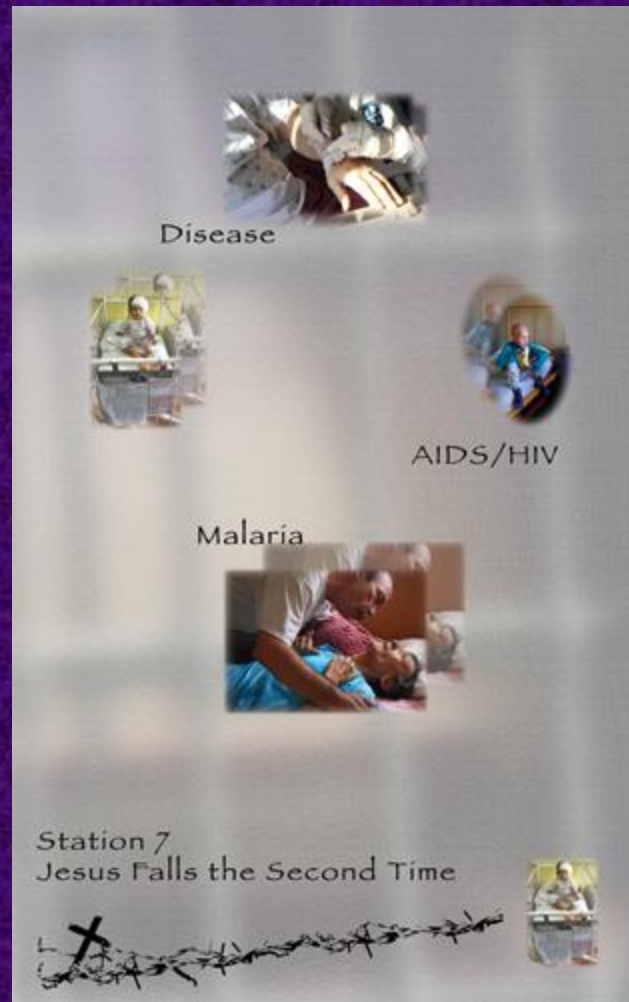 Disease
AIDS/HIV
Malaria
Station 7
Jesus Falls the Second Time